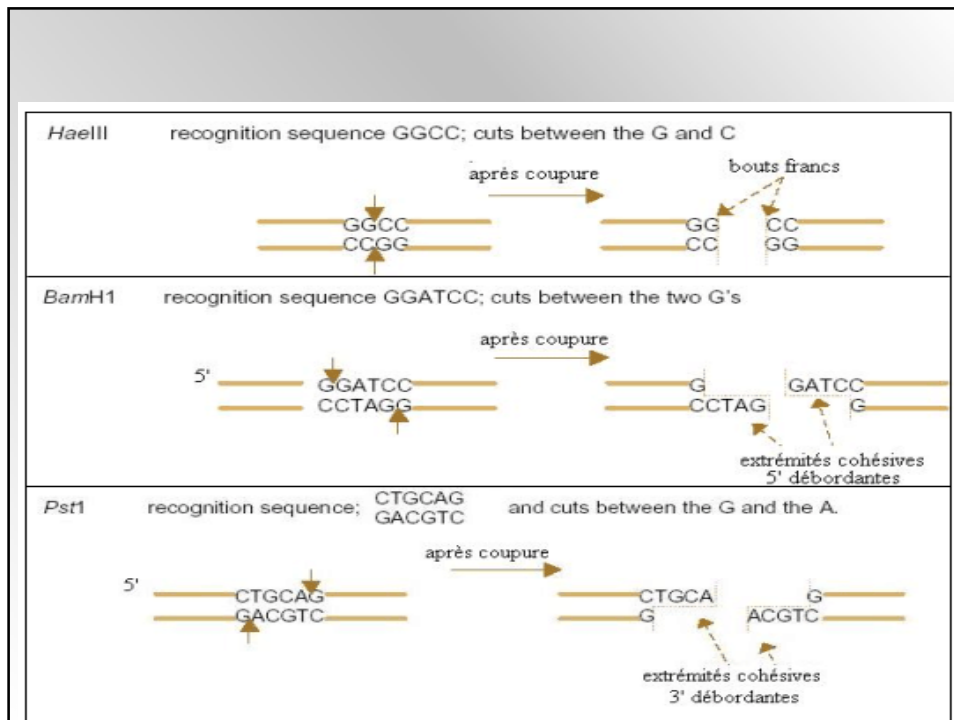 HaeIII recognition sequence GGCC; cuts between the G and C
après coupure
bouts francs
GGCC
CCGG
GG CC
CC GG
BamH1 recognition sequence GGATCC; cuts between the two G's
après coupure
5'
GGATCC
CCTAGG
G GATCC
CCTAG G
extrémités cohésives
5' débordantes
Pst1 recognition sequence; CTGCAG and cuts between the G and the A.
GACGTC
après coupure
5'
CTGCAG
GACGTC
CTGCA G
G ACGTC
extrémités cohésives
3' débordantes